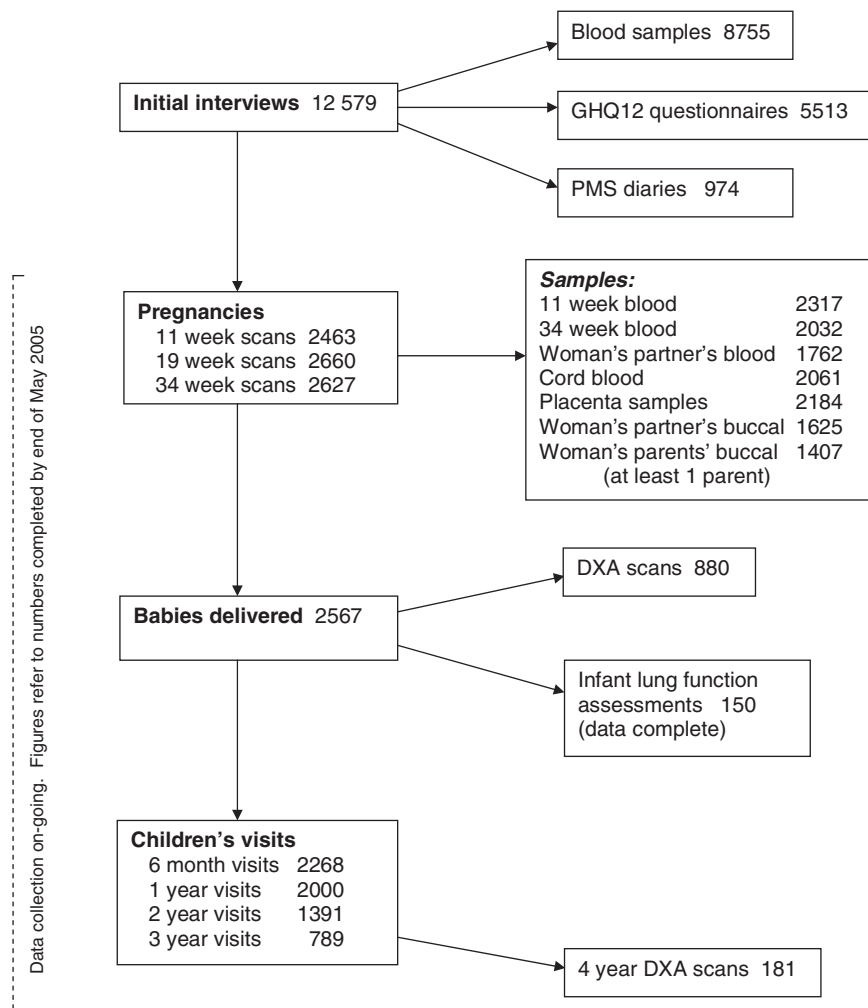 Blood samples 8755
Initial interviews 12 579
GHQ12 questionnaires 5513
PMS diaries 974
Data collection on-going. Figures refer to numbers completed by end of May 2005
Pregnancies
11 week scans 2463
19 week scans 2660
34 week scans 2627
Samples:
11 week blood 2317
34 week blood 2032
Woman's partner's blood 1762
Cord blood 2061
Placenta samples 2184
Woman's partner's buccal 1625
Woman's parents' buccal 1407
(at least 1 parent)
DXA scans 880
Babies delivered 2567
Infant lung function
assessments 150
(data complete)
Children's visits
6 month visits 2268
1 year visits 2000
2 year visits 1391
3 year visits 789
4 year DXA scans 181